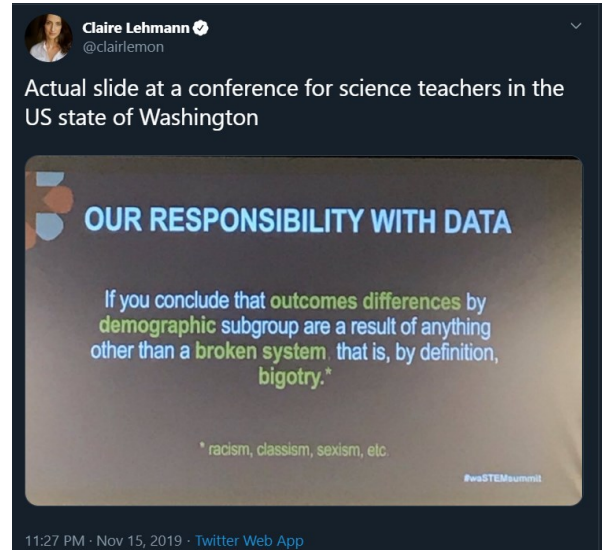 Claire Lehmann
@clairlemon
Actual slide at a conference for science teachers in the
US state of Washington
OUR RESPONSIBILITY WITH DATA
If you conclude that outcomes differences by
demographic subgroup are a result of anything
other than a broken system, that is, by definition,
bigotry.*
* racism, classism, sexism, etc.
#waSTEMsummit
11:27 PM · Nov 15, 2019 · Twitter Web App